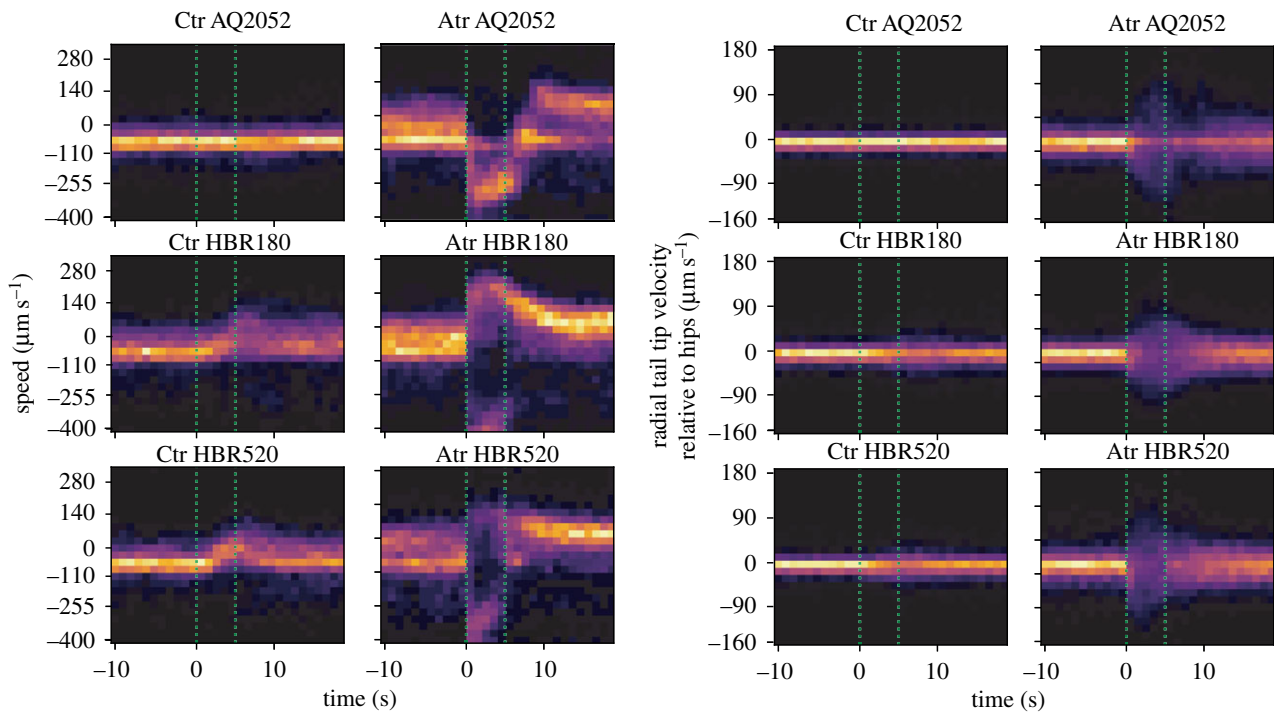 Ctr AQ2052
Atr AQ2052
280
140
0
–110
–255
–400
Ctr HBR180
Atr HBR180
280
140
0
–110
–255
–400
Ctr HBR520
Atr HBR520
280
140
0
–110
–255
–400
speed (µm s⁻¹)
–10
0
10
0
10
time (s)
Ctr AQ2052
Atr AQ2052
180
90
0
–90
–160
Ctr HBR180
Atr HBR180
180
90
0
–90
–160
Ctr HBR520
Atr HBR520
180
90
0
–90
–160
radial tail tip velocity
relative to hips (µm s⁻¹)
–10
0
10
0
10
time (s)